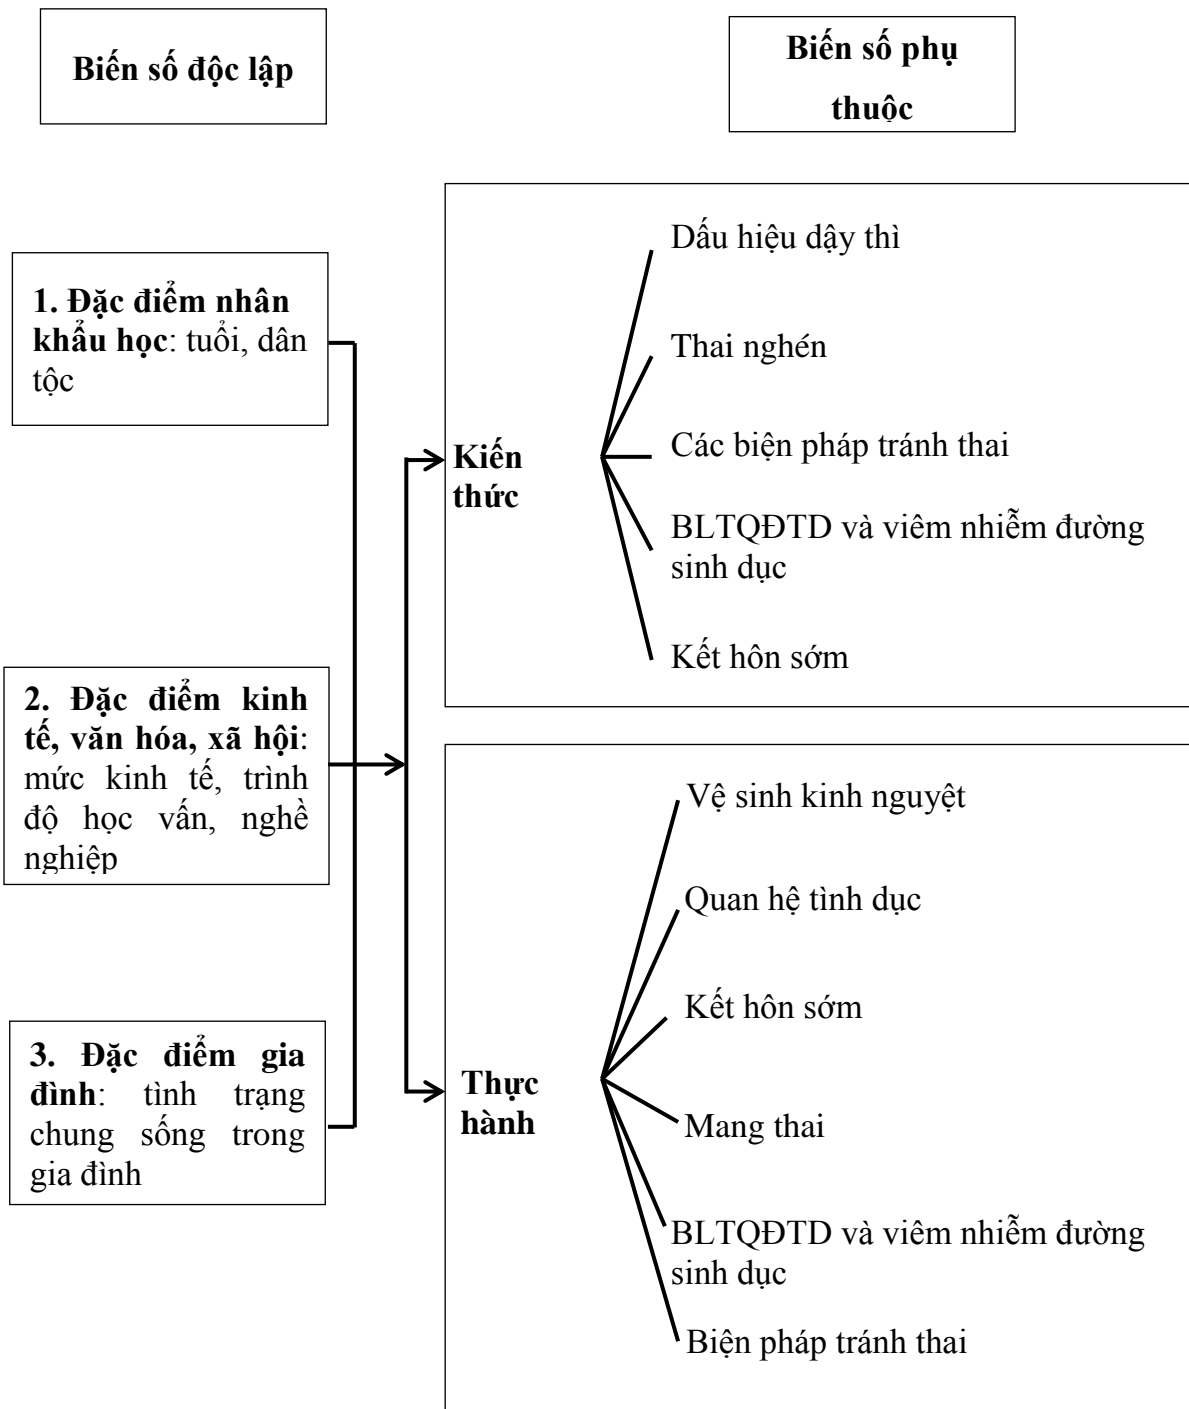 Biến số độc lập
Biến số phụ
thuộc
1. Đặc điểm nhân
khẩu học: tuổi, dân
tộc
2. Đặc điểm kinh
tế, văn hóa, xã hội:
mức kinh tế, trình
độ học vấn, nghề
nghiệp
3. Đặc điểm gia
đình: tình trạng
chung sống trong
gia đình
Kiến
thức
Dấu hiệu dậy thì
Thai nghén
Các biện pháp tránh thai
BLTQĐTD và viêm nhiễm đường
sinh dục
Kết hôn sớm
Thực
hành
Vệ sinh kinh nguyệt
Quan hệ tình dục
Kết hôn sớm
Mang thai
BLTQĐTD và viêm nhiễm đường
sinh dục
Biện pháp tránh thai